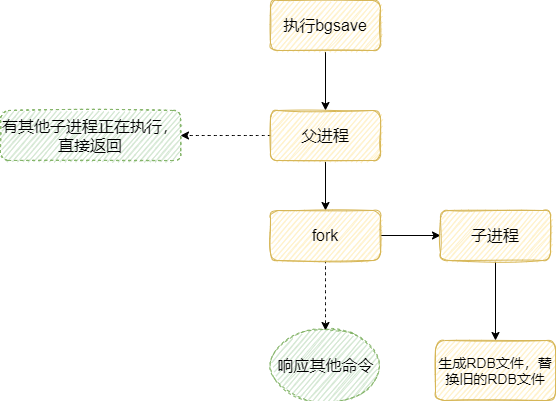 执行bgsave
有其他子进程正在执行，
直接返回
父进程
fork
子进程
响应其他命令
生成RDB文件，替
换旧的RDB文件